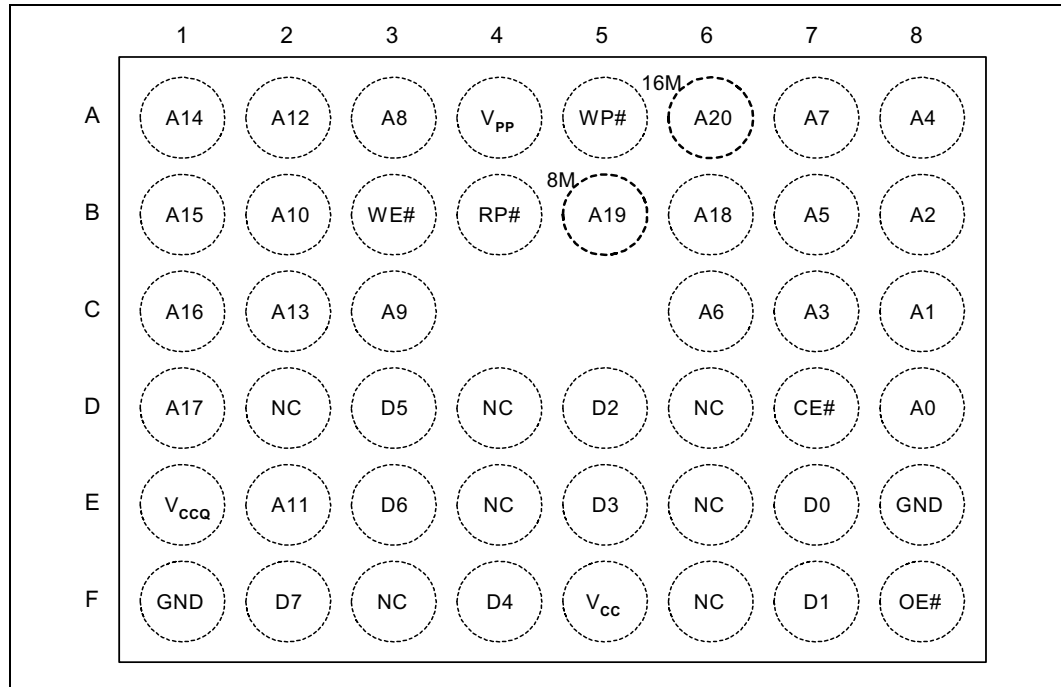 1 2 3 4 5 6 7 8
16M
A A14 A12 A8 VPP WP# A20 A7 A4
8M
B A15 A10 WE# RP# A19 A18 A5 A2
C A16 A13 A9 A6 A3 A1
D A17 NC D5 NC D2 NC CE# A0
E VCCQ A11 D6 NC D3 NC D0 GND
F GND D7 NC D4 VCC NC D1 OE#